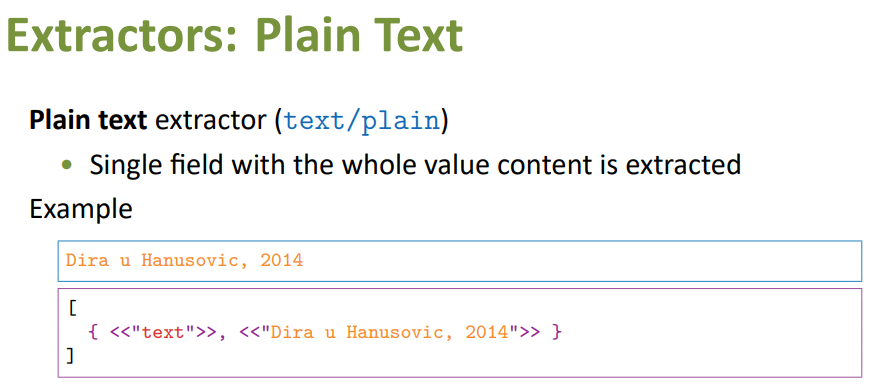 Extractors: Plain Text
Plain text extractor (text/plain)
• Single field with the whole value content is extracted
Example
Dira u Hanusovic, 2014
[
{ <<"text">>, <<"Dira u Hanusovic, 2014">> }
]